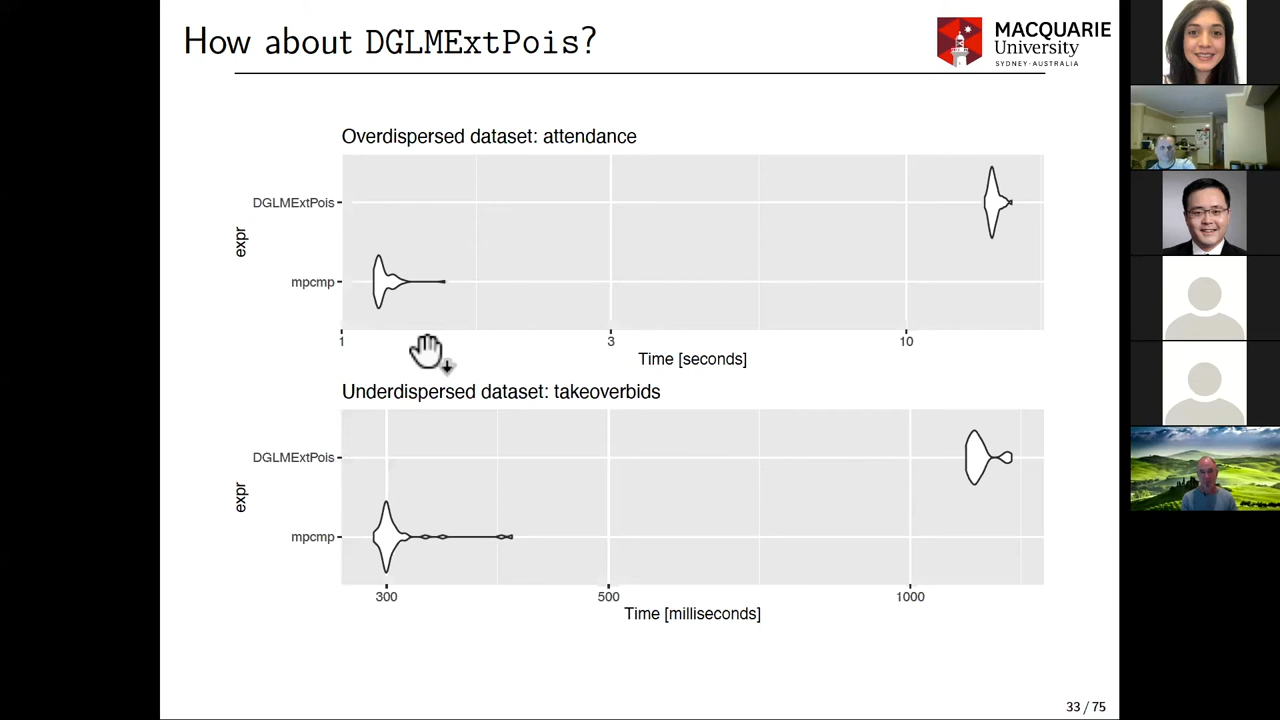 How about DGLMExtPois?
MACQUARIE
University
SYDNEY·AUSTRALIA
Overdispersed dataset: attendance
DGLMExtPois
expr
mpcmp
1
3
10
Time [seconds]
Underdispersed dataset: takeoverbids
DGLMExtPois
expr
mpcmp
300
500
1000
Time [milliseconds]
33 / 75